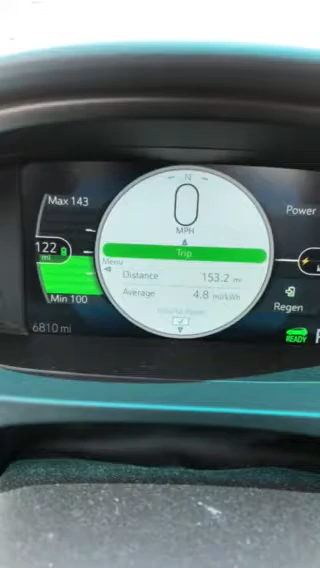 N
0
MPH
Max 143
Power
Trip
122
mi
Menu
Distance 153.2 mi
Average 4.8 mi/kWh
Min 100
Regen
6810 mi
READY